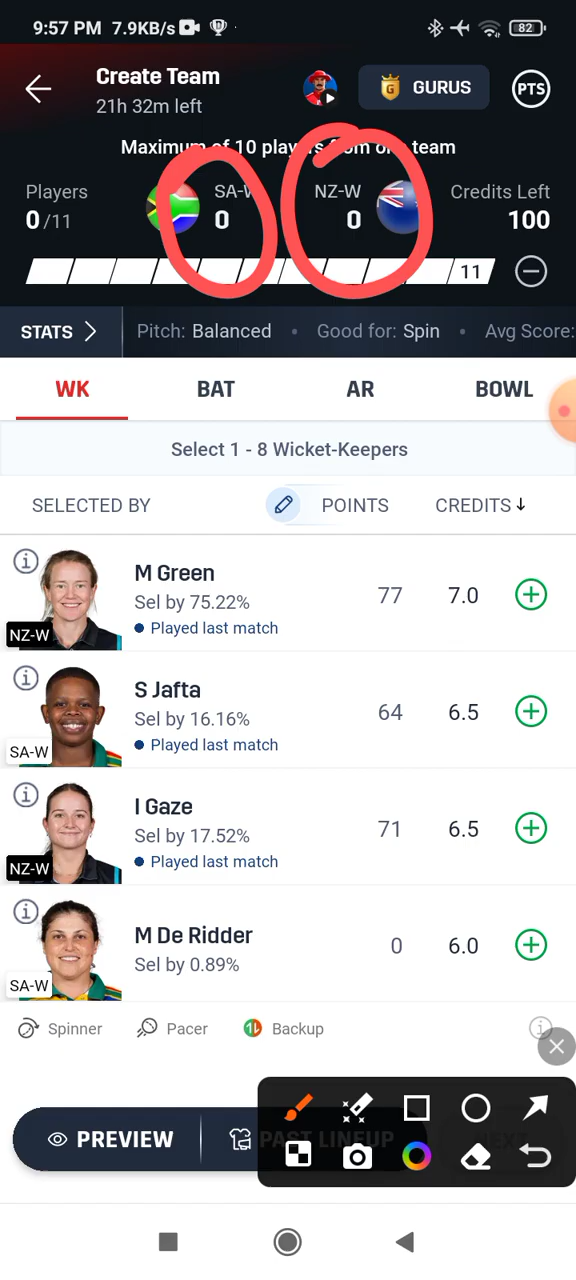 9:57 PM 7.9KB/s 82
Create Team
21h 32m left
GURUS
PTS
Maximum of 10 players from one team
Players SA-W NZ-W Credits Left
0/11 0 0 100
11
STATS Pitch: Balanced • Good for: Spin • Avg Score:
WK BAT AR BOWL
Select 1 - 8 Wicket-Keepers
SELECTED BY POINTS CREDITS
M Green
Sel by 75.22% 77 7.0
Played last match
NZ-W
S Jafta
Sel by 16.16% 64 6.5
Played last match
SA-W
I Gaze
Sel by 17.52% 71 6.5
Played last match
NZ-W
M De Ridder
Sel by 0.89% 0 6.0
SA-W
Spinner Pacer Backup
PREVIEW PAST LINEUP